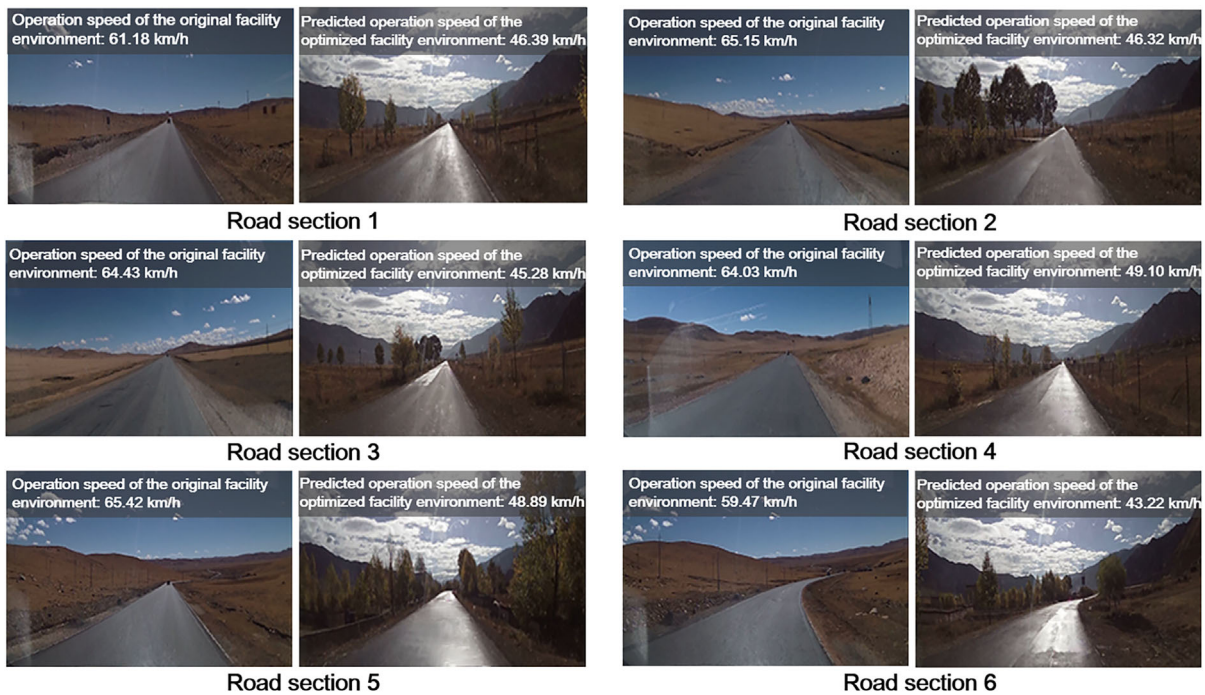 Operation speed of the original facility
environment: 61.18 km/h
Predicted operation speed of the
optimized facility environment: 46.39 km/h
Road section 1
Operation speed of the original facility
environment: 65.15 km/h
Predicted operation speed of the
optimized facility environment: 46.32 km/h
Road section 2
Operation speed of the original facility
environment: 64.43 km/h
Predicted operation speed of the
optimized facility environment: 45.28 km/h
Road section 3
Operation speed of the original facility
environment: 64.03 km/h
Predicted operation speed of the
optimized facility environment: 49.10 km/h
Road section 4
Operation speed of the original facility
environment: 65.42 km/h
Predicted operation speed of the
optimized facility environment: 48.89 km/h
Road section 5
Operation speed of the original facility
environment: 59.47 km/h
Predicted operation speed of the
optimized facility environment: 43.22 km/h
Road section 6